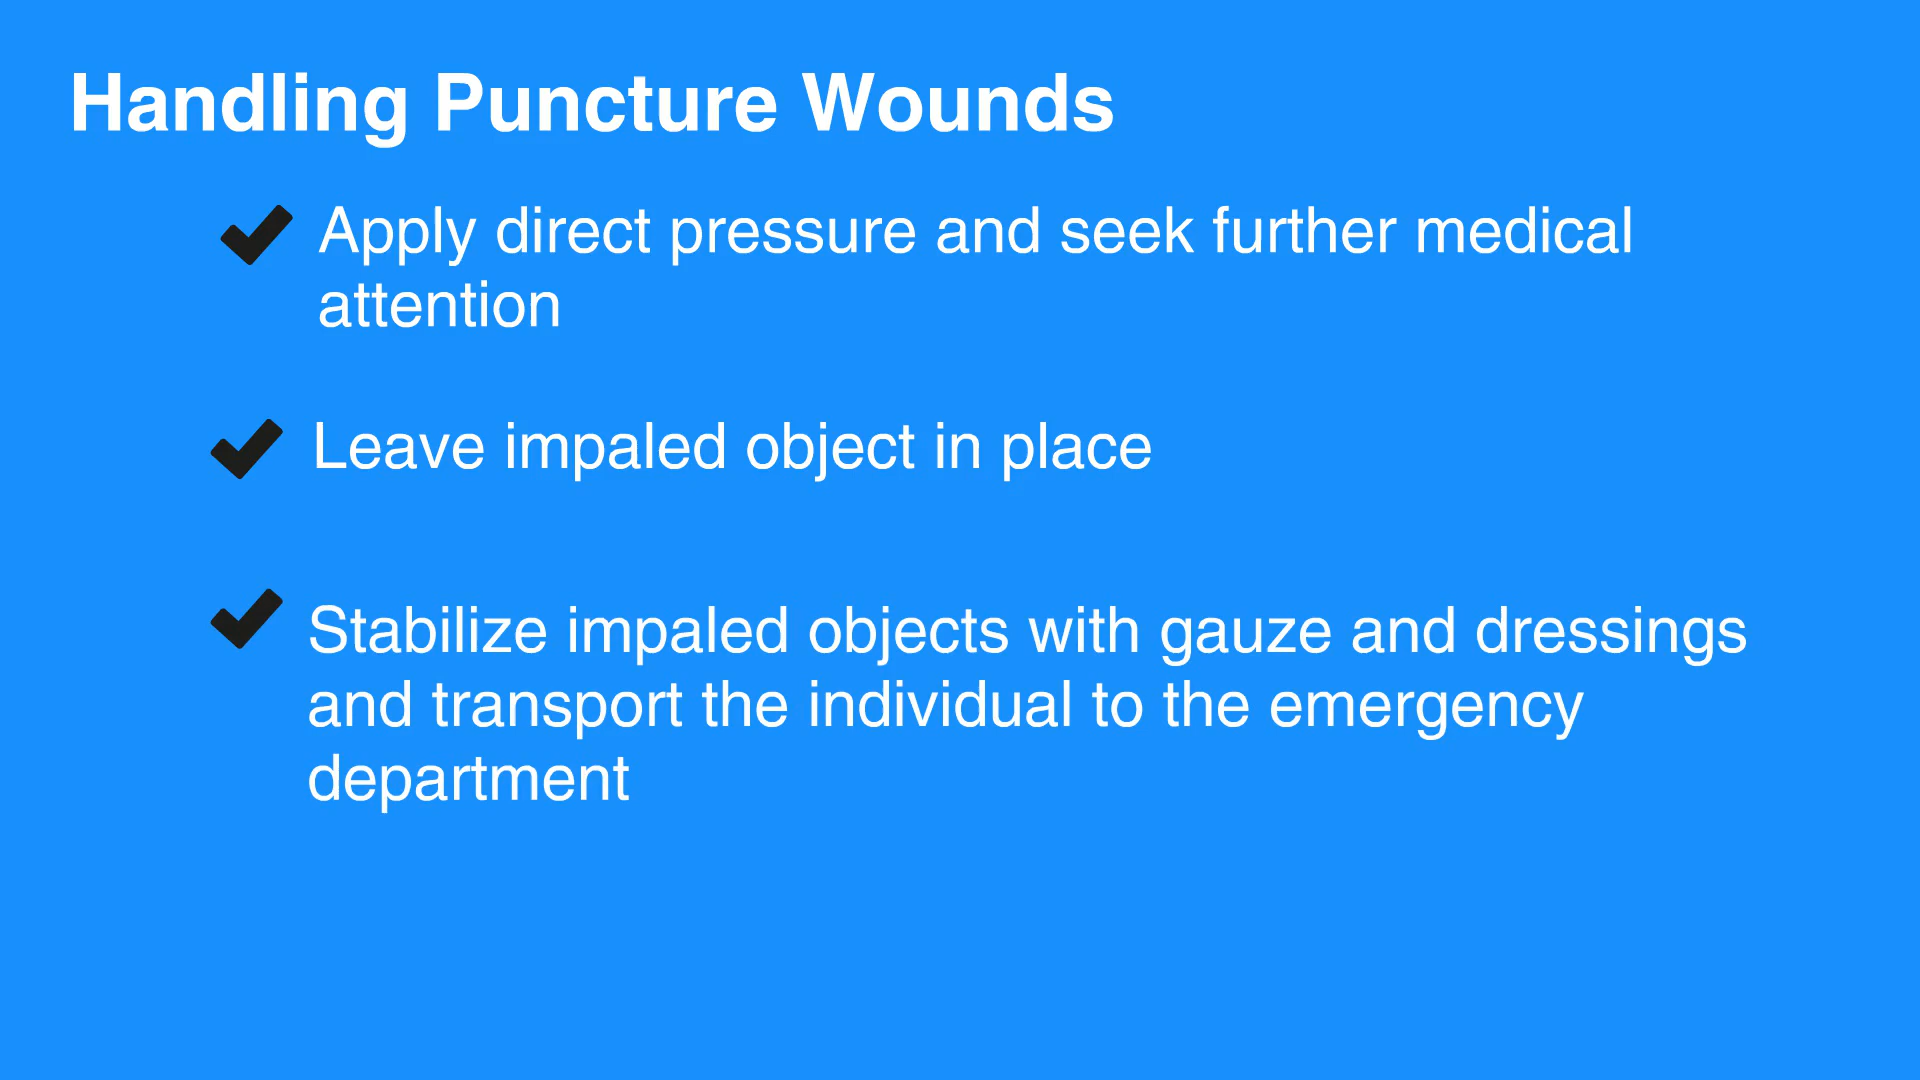 Handling Puncture Wounds
Apply direct pressure and seek further medical
attention
Leave impaled object in place
Stabilize impaled objects with gauze and dressings
and transport the individual to the emergency
department